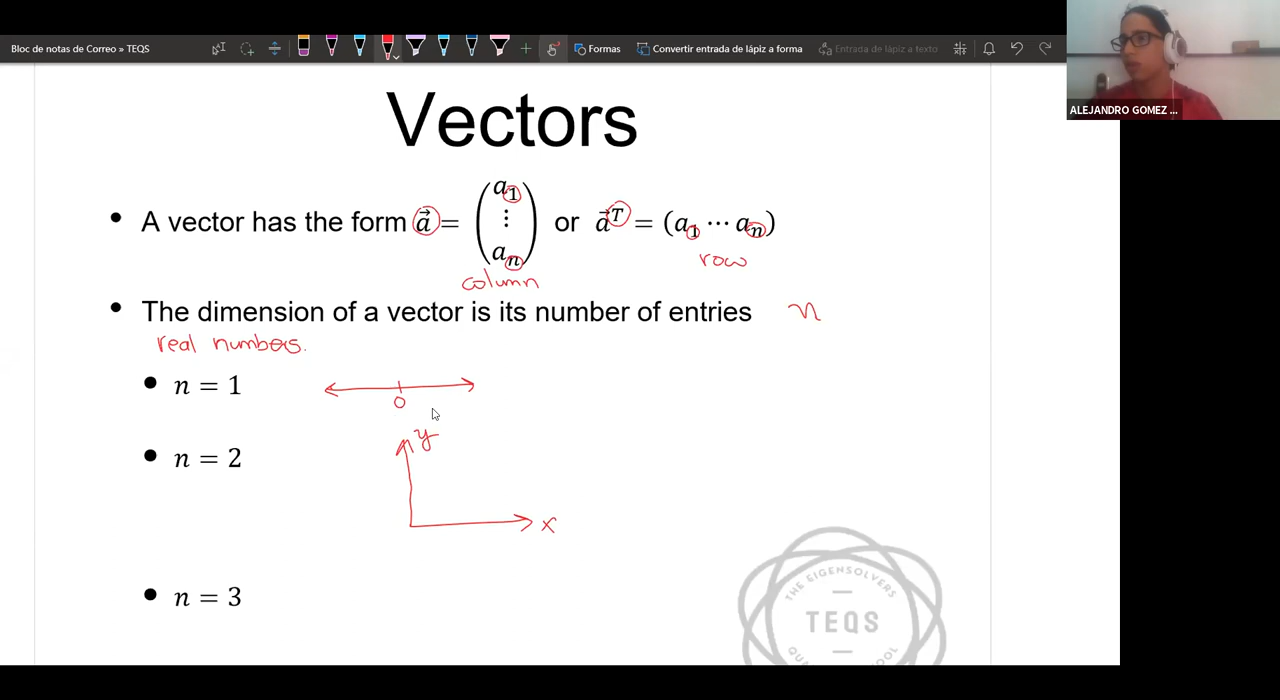 Bloc de notas de Correo » TEQS
Formas
Convertir entrada de lápiz a forma
Entrada de lápiz a texto
ALEJANDRO GOMEZ ...
Vectors
• A vector has the form a⃗ = (a₁ ⋮ aₙ) or a⃗ᵀ = (a₁ ⋯ aₙ)
column
row
• The dimension of a vector is its number of entries n
real numbers.
• n = 1
0
y
• n = 2
x
• n = 3
THE EIGENSOLVERS
TEQS